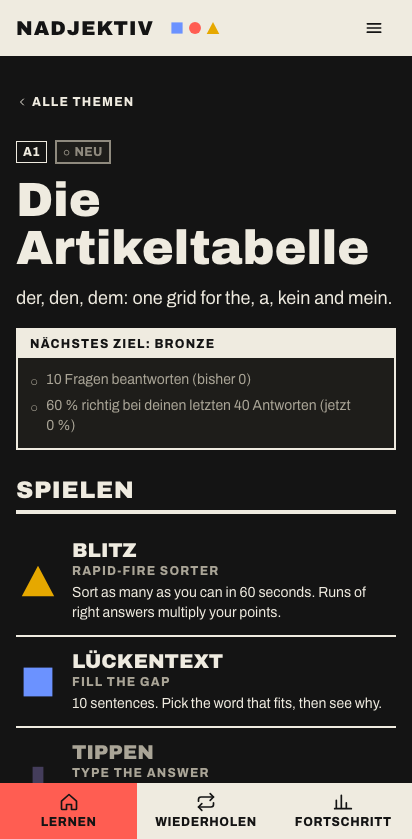 NADJEKTIV
‹ ALLE THEMEN
A1 ○ NEU
Die
Artikeltabelle
der, den, dem: one grid for the, a, kein and mein.
NÄCHSTES ZIEL: BRONZE
○ 10 Fragen beantworten (bisher 0)
○ 60 % richtig bei deinen letzten 40 Antworten (jetzt
0 %)
SPIELEN
BLITZ
RAPID-FIRE SORTER
Sort as many as you can in 60 seconds. Runs of
right answers multiply your points.
LÜCKENTEXT
FILL THE GAP
10 sentences. Pick the word that fits, then see why.
TIPPEN
TYPE THE ANSWER
LERNEN WIEDERHOLEN FORTSCHRITT